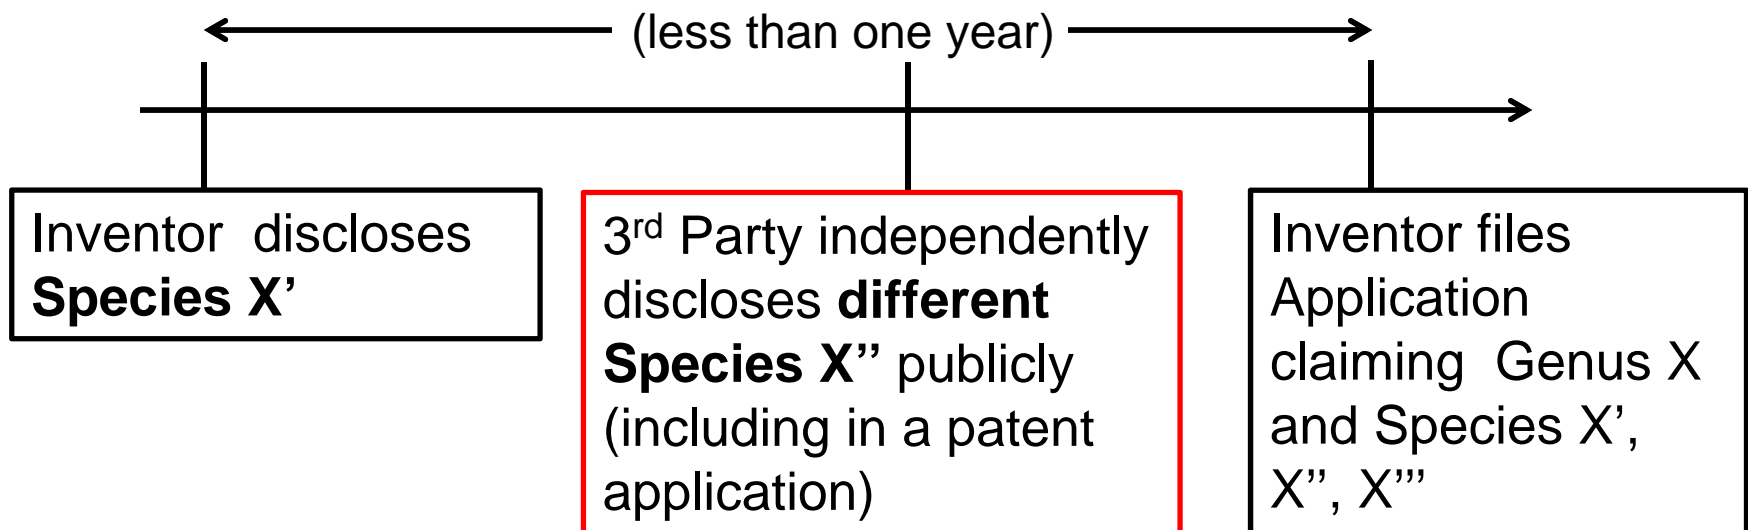 (less than one year)
Inventor discloses
Species X’
3rd Party independently
discloses different
Species X” publicly
(including in a patent
application)
Inventor files
Application
claiming Genus X
and Species X’,
X”, X”’